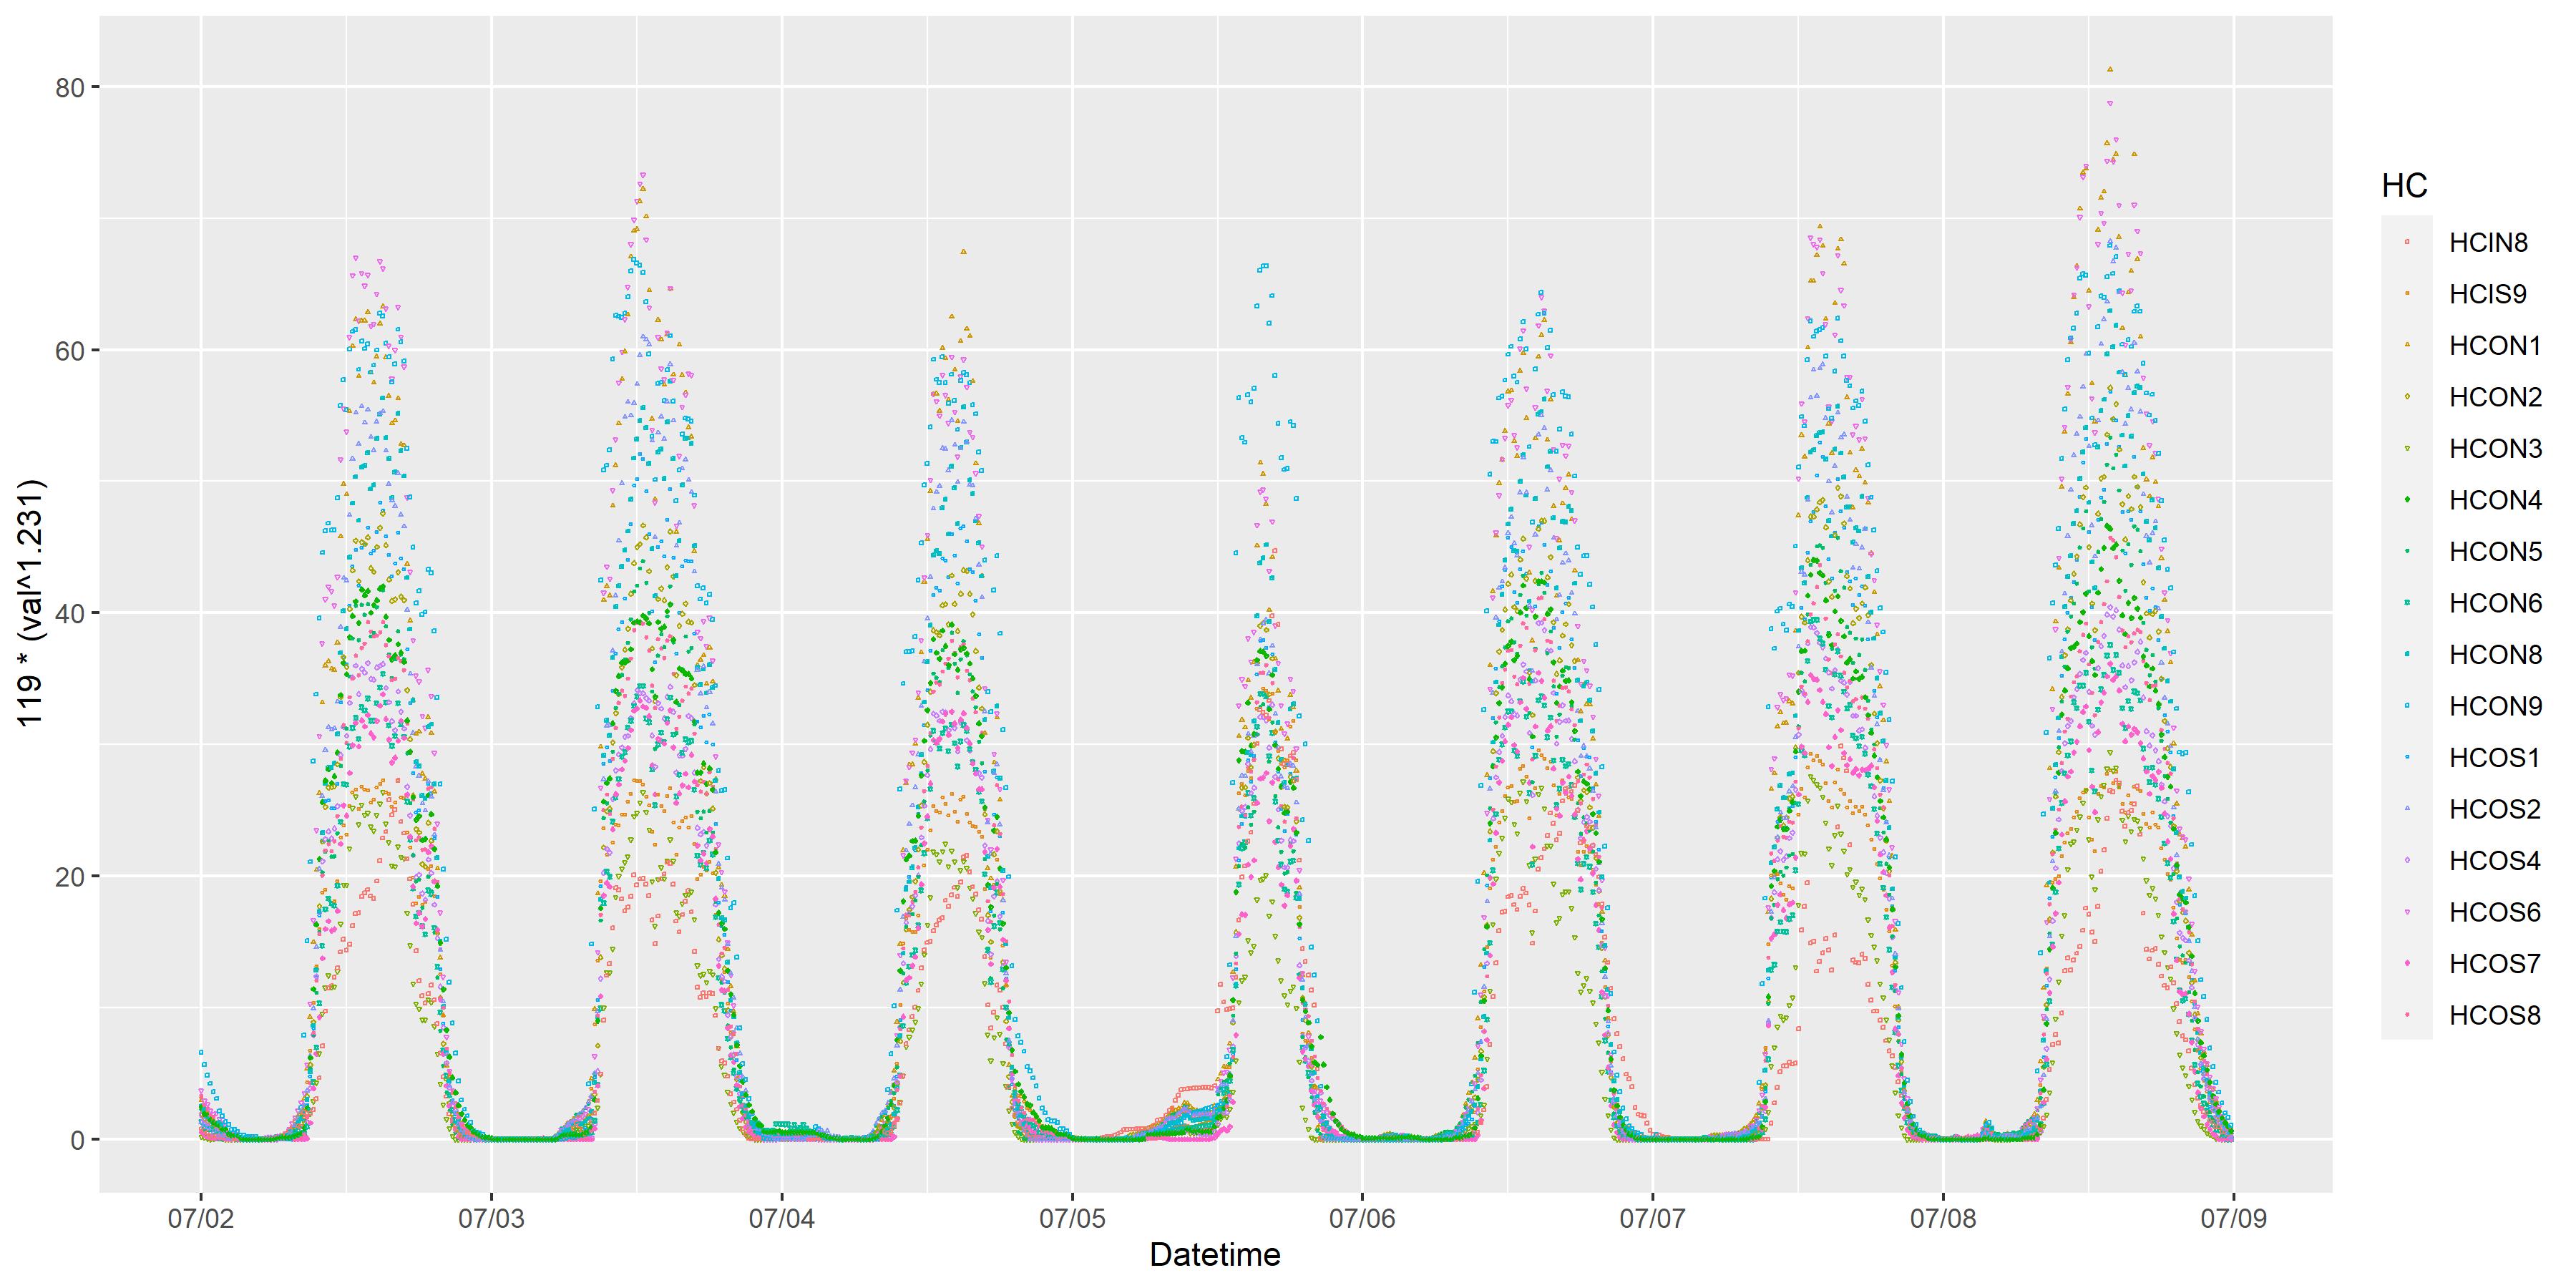 119 * (val^1.231)
80
60
40
20
0
07/02
07/03
07/04
07/05
07/06
07/07
07/08
07/09
Datetime
HC
HCIN8
HCIS9
HCON1
HCON2
HCON3
HCON4
HCON5
HCON6
HCON8
HCON9
HCOS1
HCOS2
HCOS4
HCOS6
HCOS7
HCOS8